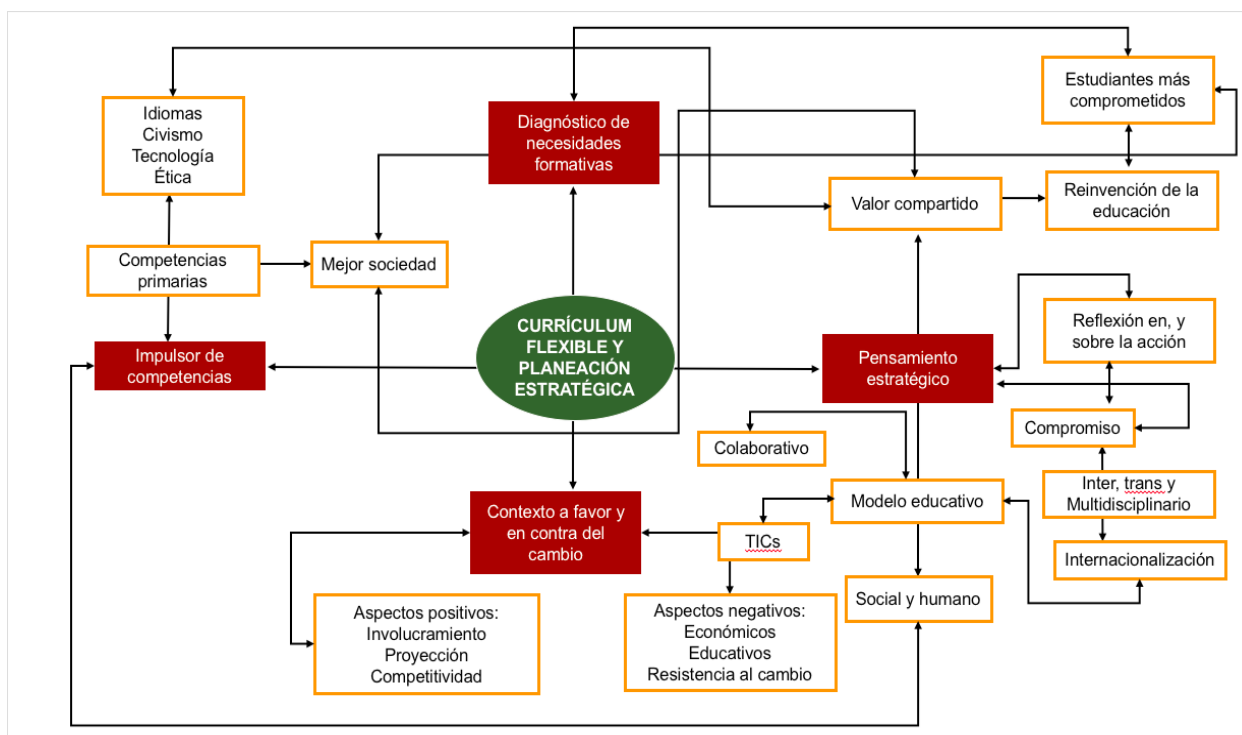 Estudiantes más
comprometidos
Idiomas
Civismo
Tecnología
Ética
Diagnóstico de
necesidades
formativas
Valor compartido
Reinvención de la
educación
Competencias
primarias
Mejor sociedad
CURRÍCULUM
FLEXIBLE Y
PLANEACIÓN
ESTRATÉGICA
Impulsor de
competencias
Pensamiento
estratégico
Reflexión en, y
sobre la acción
Colaborativo
Compromiso
Modelo educativo
Inter, trans y
Multidisciplinario
Contexto a favor y
en contra del
cambio
TICs
Internacionalización
Social y humano
Aspectos positivos:
Involucramiento
Proyección
Competitividad
Aspectos negativos:
Económicos
Educativos
Resistencia al cambio